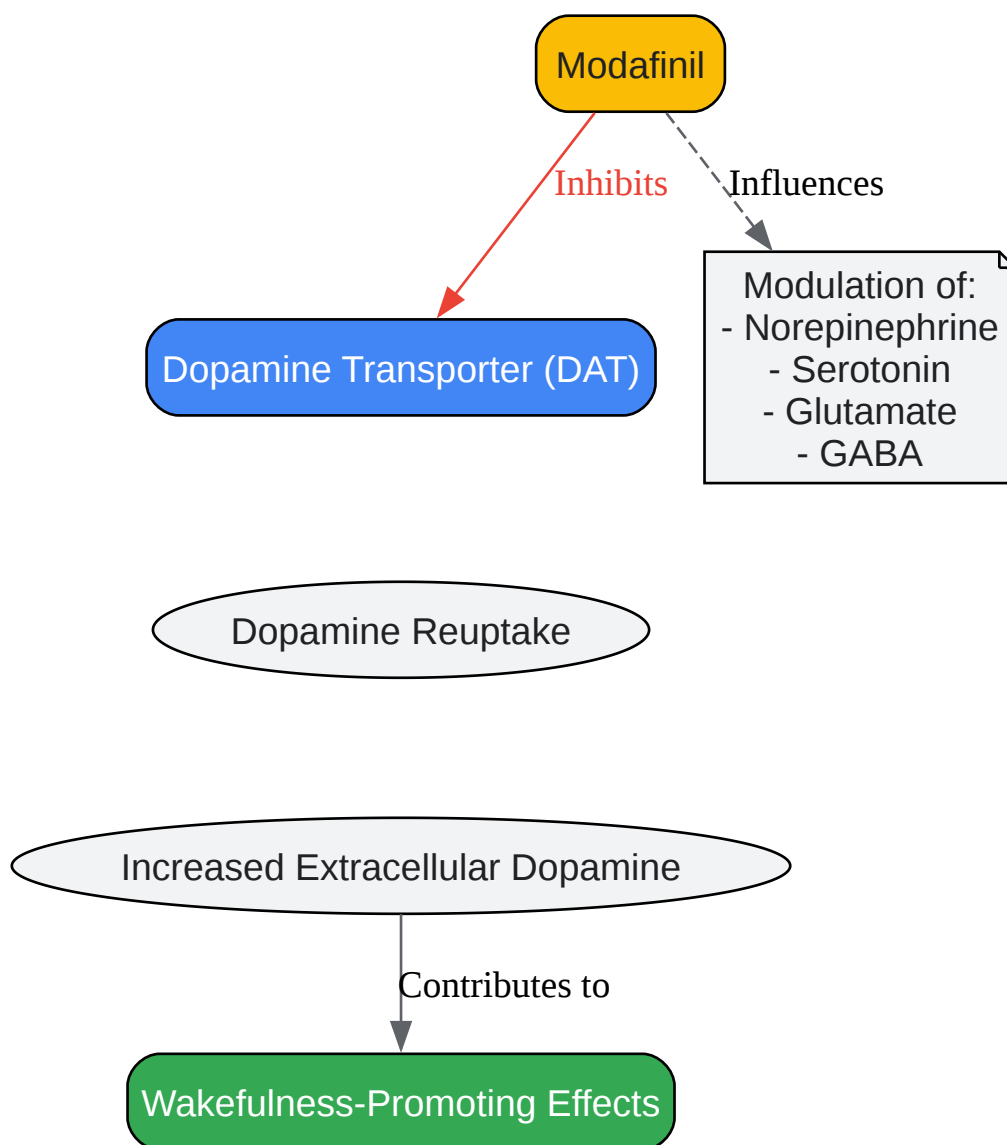 Modafinil
Inhibits
Influences
Modulation of:
- Norepinephrine
- Serotonin
- Glutamate
- GABA
Dopamine Transporter (DAT)
Dopamine Reuptake
Increased Extracellular Dopamine
Contributes to
Wakefulness-Promoting Effects